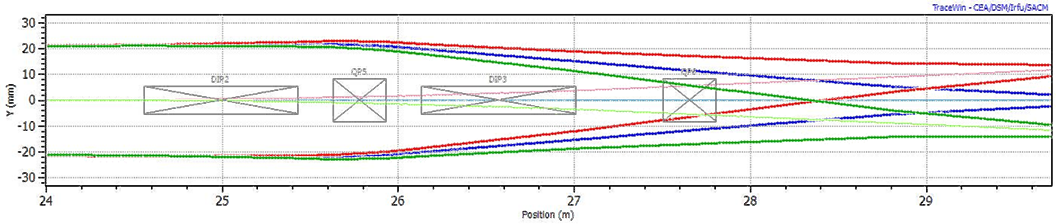 TraceWin - CEA/DSM/Irfu/SACM
30
20
10
0
-10
-20
-30
Y (mm)
DIP2
QP5
DIP3
24
25
26
27
28
29
Position (m)